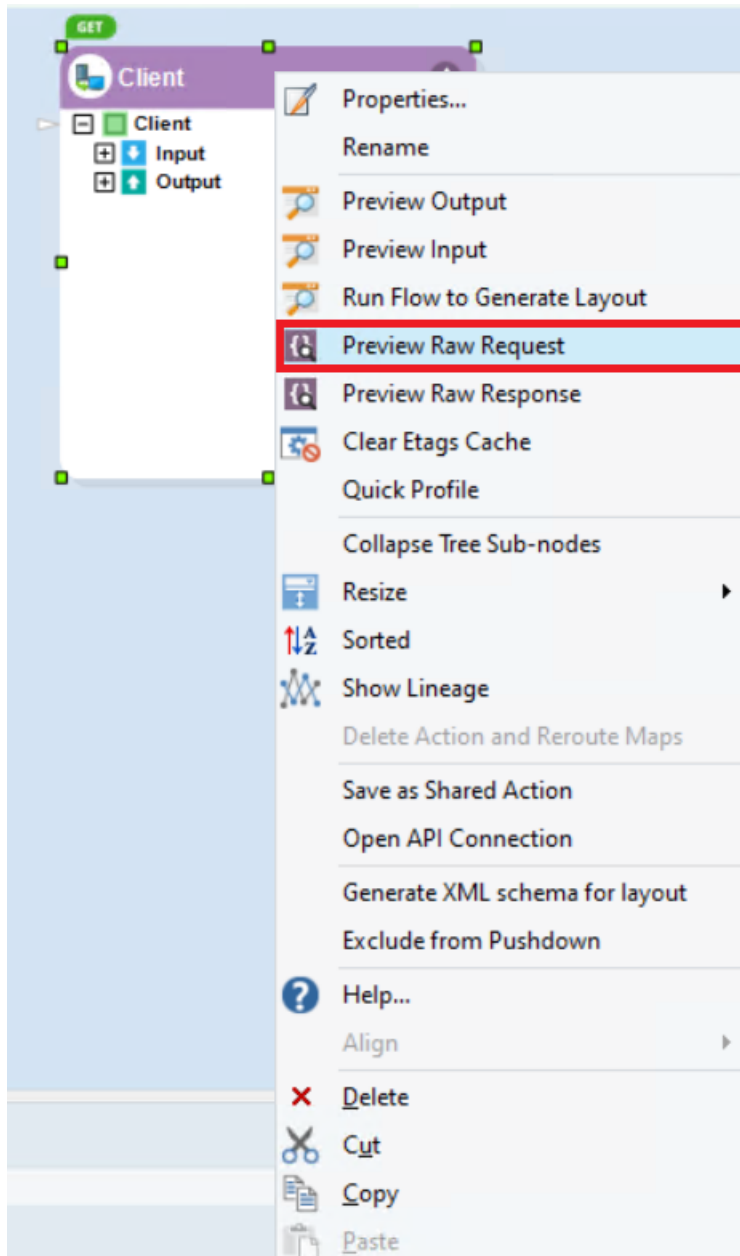 GET
Client
Client
Input
Output
Properties...
Rename
Preview Output
Preview Input
Run Flow to Generate Layout
Preview Raw Request
Preview Raw Response
Clear Etags Cache
Quick Profile
Collapse Tree Sub-nodes
Resize
Sorted
Show Lineage
Delete Action and Reroute Maps
Save as Shared Action
Open API Connection
Generate XML schema for layout
Exclude from Pushdown
Help...
Align
Delete
Cut
Copy
Paste